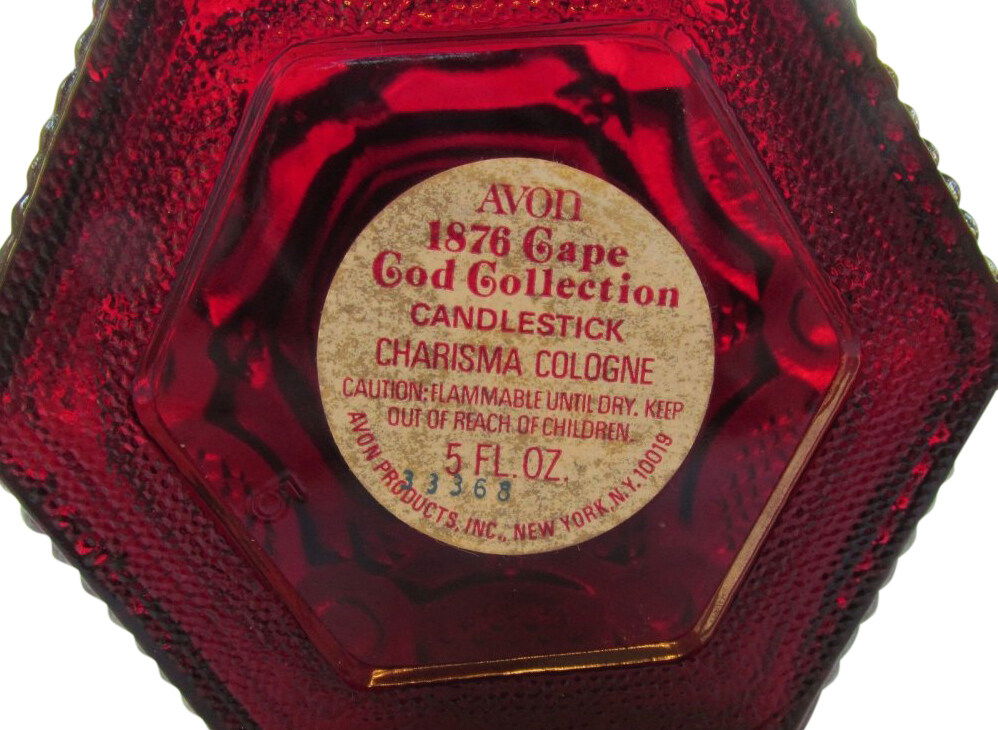 AVON
1876 Cape
Cod Collection
CANDLESTICK
CHARISMA COLOGNE
CAUTION: FLAMMABLE UNTIL DRY. KEEP
OUT OF REACH OF CHILDREN.
5 FL. OZ.
33368
AVON PRODUCTS, INC., NEW YORK, N.Y. 10019
5